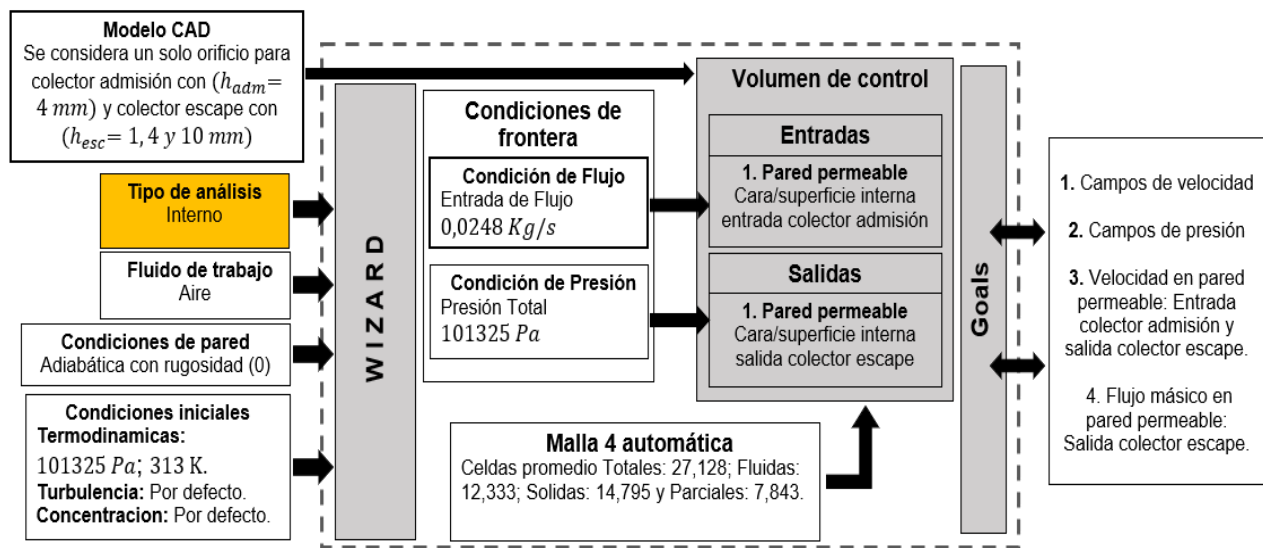 Modelo CAD
Se considera un solo orificio para
colector admisión con (h_adm=
4 mm) y colector escape con
(h_esc= 1, 4 y 10 mm)
Tipo de análisis
Interno
Fluido de trabajo
Aire
Condiciones de pared
Adiabática con rugosidad (0)
Condiciones iniciales
Termodinamicas:
101325 Pa; 313 K.
Turbulencia: Por defecto.
Concentracion: Por defecto.
WIZARD
Condiciones de
frontera
Condición de Flujo
Entrada de Flujo
0,0248 Kg/s
Condición de Presión
Presión Total
101325 Pa
Volumen de control
Entradas
1. Pared permeable
Cara/superficie interna
entrada colector admisión
Salidas
1. Pared permeable
Cara/superficie interna
salida colector escape
Malla 4 automática
Celdas promedio Totales: 27,128; Fluidas:
12,333; Solidas: 14,795 y Parciales: 7,843.
Goals
1. Campos de velocidad
2. Campos de presión
3. Velocidad en pared
permeable: Entrada
colector admisión y
salida colector escape.
4. Flujo másico en
pared permeable:
Salida colector escape.